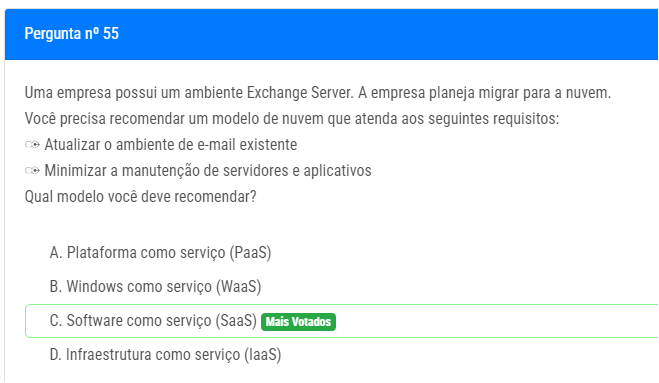 Pergunta nº 55
Uma empresa possui um ambiente Exchange Server. A empresa planeja migrar para a nuvem.
Você precisa recomendar um modelo de nuvem que atenda aos seguintes requisitos:
Atualizar o ambiente de e-mail existente
Minimizar a manutenção de servidores e aplicativos
Qual modelo você deve recomendar?
A. Plataforma como serviço (PaaS)
B. Windows como serviço (WaaS)
C. Software como serviço (SaaS) Mais Votados
D. Infraestrutura como serviço (IaaS)